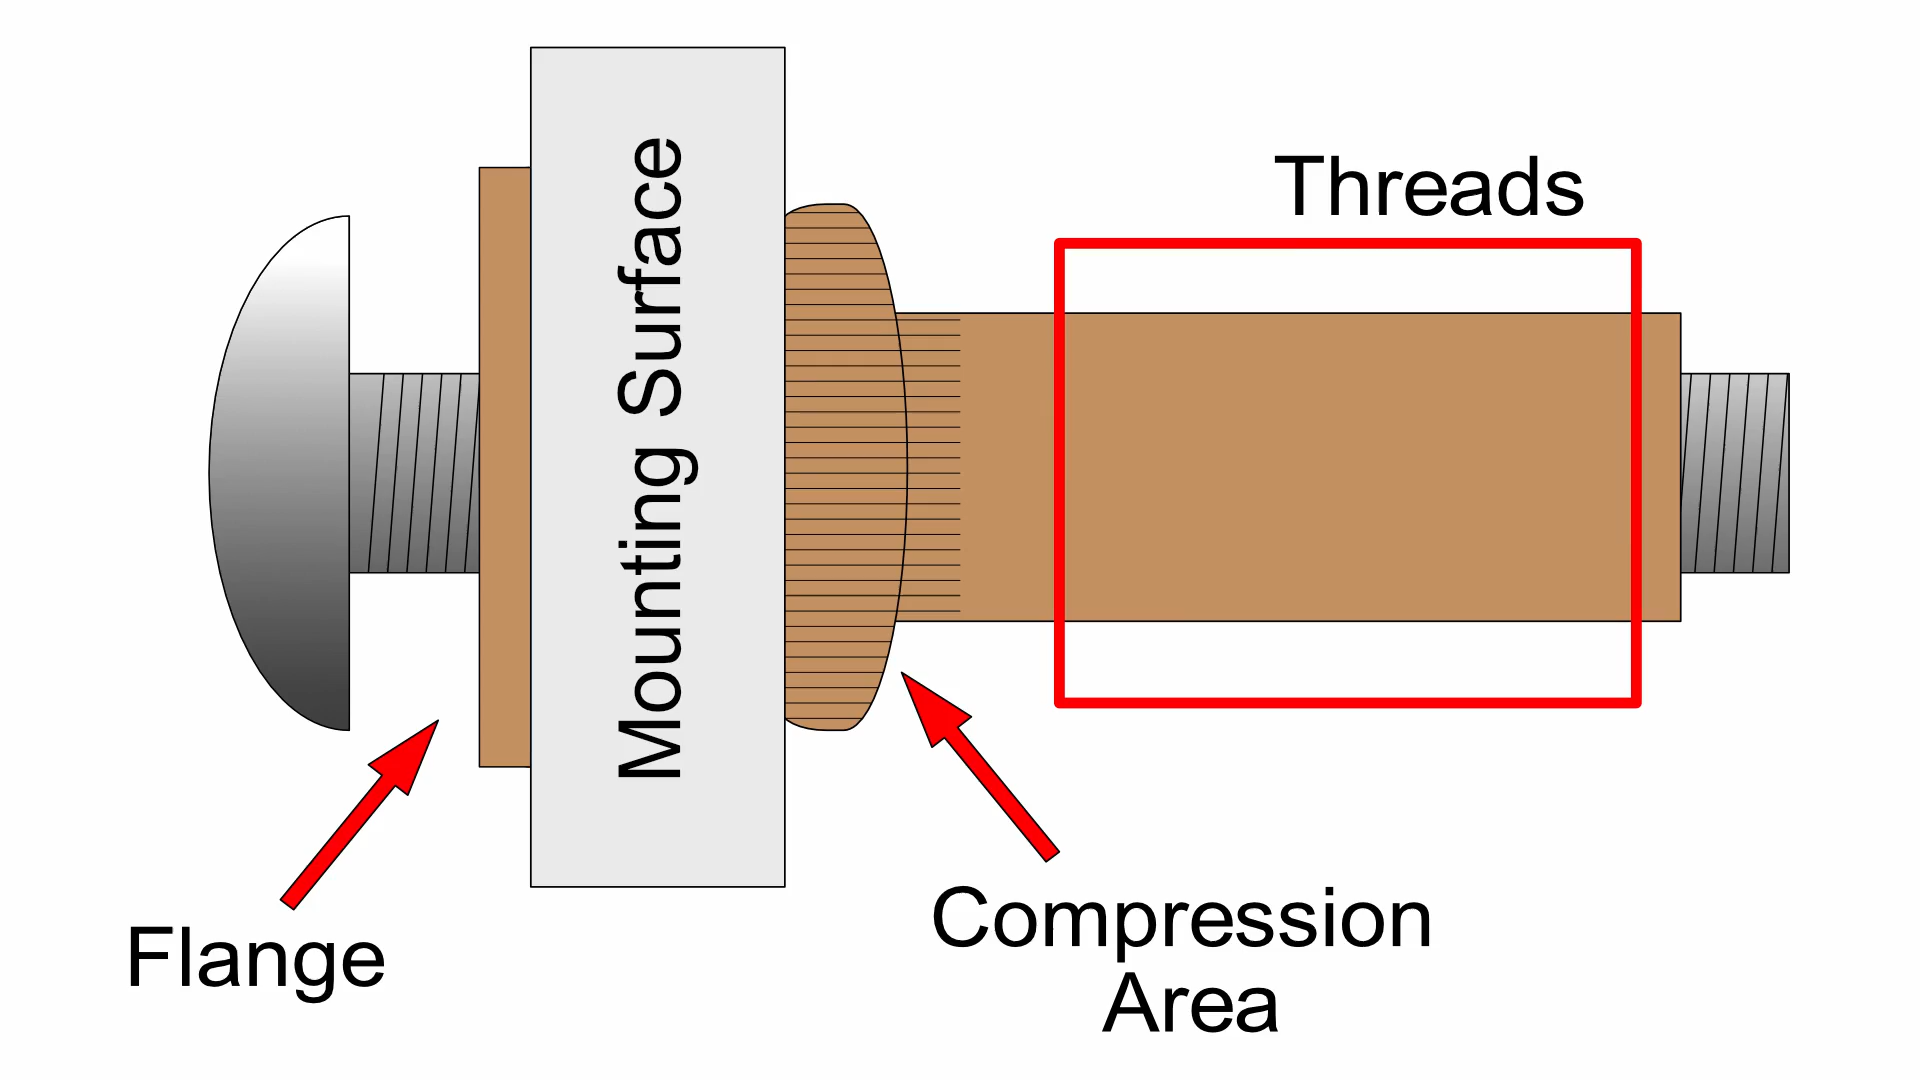 Threads
Mounting Surface
Flange
Compression
Area